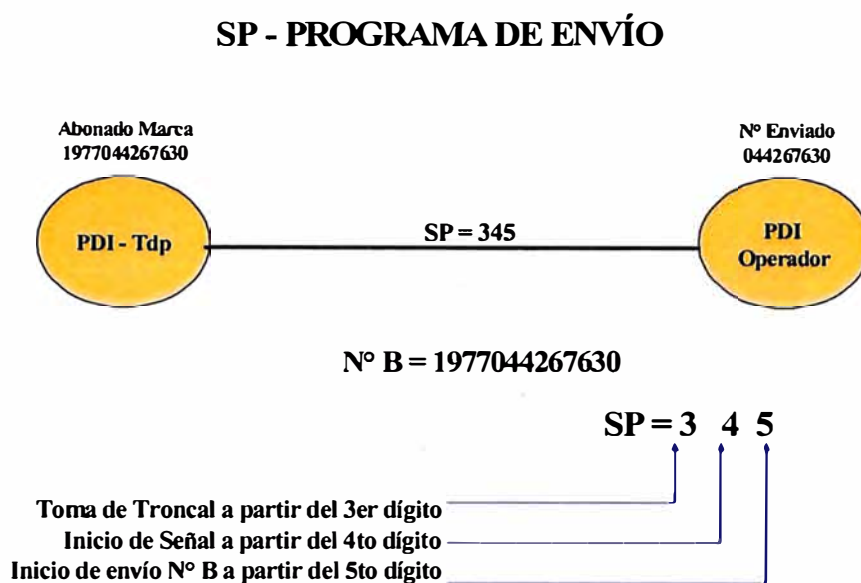 SP - PROGRAMA DE ENVÍO
Abonado Marca
1977044267630
Nº Enviado
044267630
PDI - Tdp
SP = 345
PDI
Operador
Nº B = 1977044267630
SP = 3 4 5
Toma de Troncal a partir del 3er dígito
Inicio de Señal a partir del 4to dígito
Inicio de envío Nº B a partir del 5to dígito